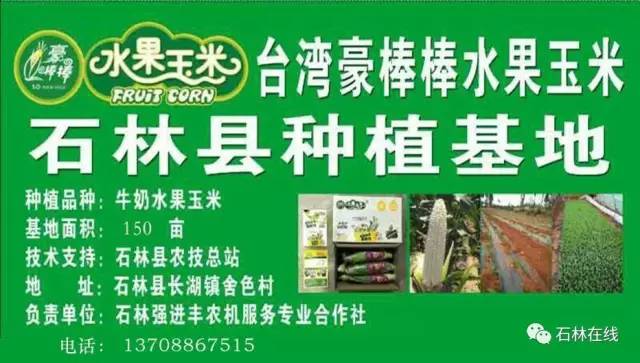 豪棒棒
水果玉米
FRUIT CORN
台湾豪棒棒水果玉米
石林县种植基地
种植品种：牛奶水果玉米
基地面积： 150 亩
技术支持：石林县农技总站
地 址：石林县长湖镇舍色村
负责单位：石林强进丰农机服务专业合作社
电话： 13708867515
石林在线